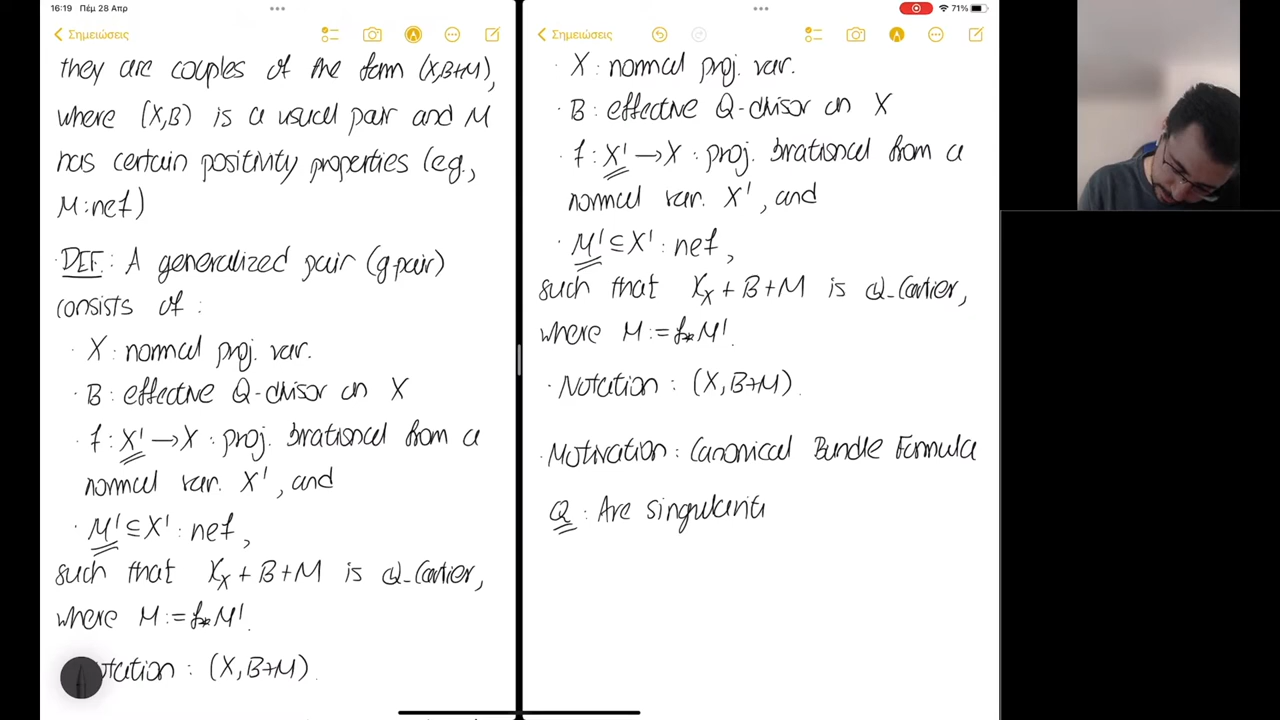 16:19 Πέμ 28 Απρ
71%
Σημειώσεις
they are couples of the form (X,B+M),
where (X,B) is a usual pair and M
has certain positivity properties (e.g.,
M:nef)
· DEF.: A generalized pair (g-pair)
consists of :
· X : normal proj. var.
· B : effective Q-divisor on X
· f : X' → X : proj. birational from a
normal var. X' , and
· M' ⊆ X' : nef,
such that K_X + B + M is Q-Cartier,
where M := f_* M'.
tation : (X, B+M).
Σημειώσεις
· X : normal proj. var.
· B : effective Q-divisor on X
· f : X' → X : proj. birational from a
normal var. X' , and
· M' ⊆ X' : nef,
such that K_X + B + M is Q-Cartier,
where M := f_* M'.
· Notation : (X, B+M).
· Motivation : Canonical Bundle Formula
Q : Are singulariti